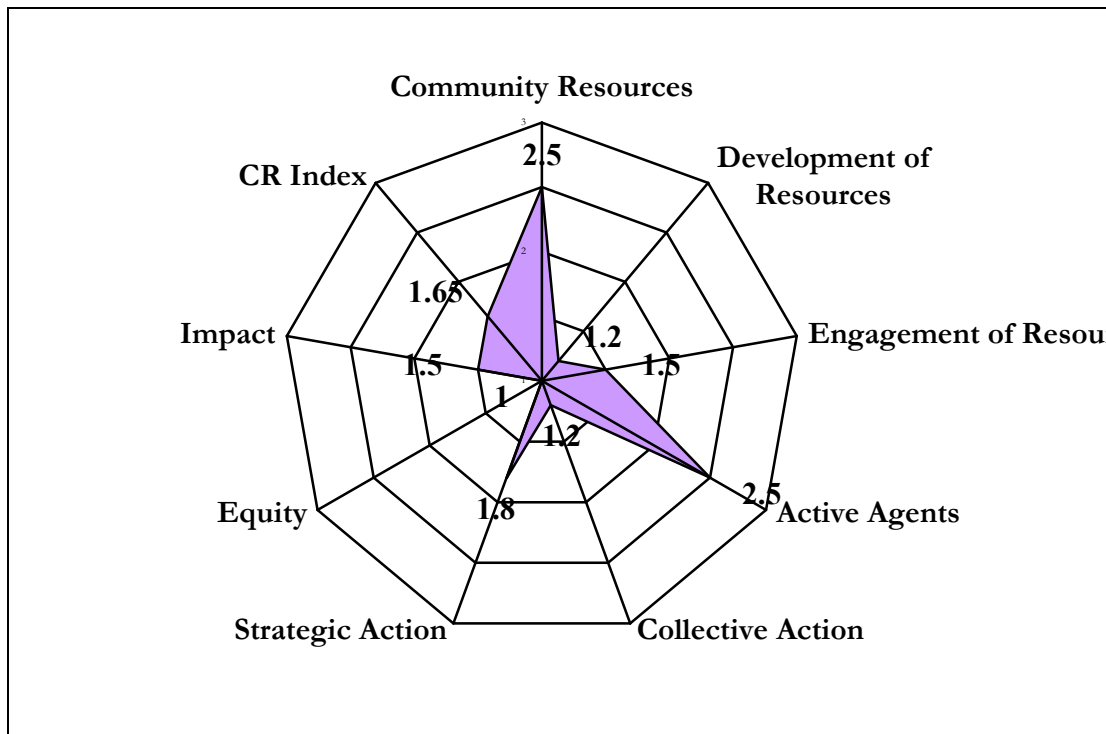 Community Resources
3
2.5
Development of
Resources
CR Index
2
1.65
1.2
Impact
Engagement of Resou
1.5
1.5
1
1
1.2
2.5
Equity
1.8
Active Agents
Strategic Action
Collective Action